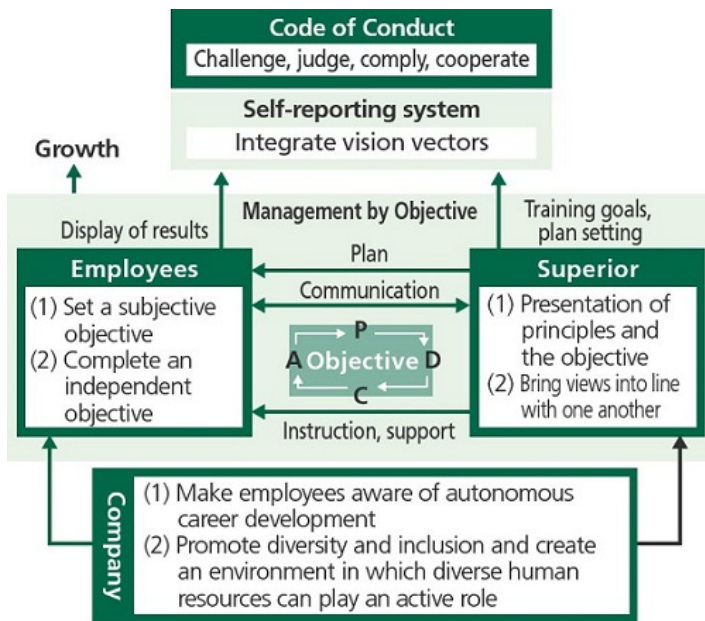 Code of Conduct
Challenge, judge, comply, cooperate
Self-reporting system
Integrate vision vectors
Growth
Display of results
Management by Objective
Training goals,
plan setting
Employees
(1) Set a subjective
objective
(2) Complete an
independent
objective
Plan
Communication
P
A Objective D
C
Instruction, support
Superior
(1) Presentation of
principles and
the objective
(2) Bring views into line
with one another
Company
(1) Make employees aware of autonomous
career development
(2) Promote diversity and inclusion and create
an environment in which diverse human
resources can play an active role